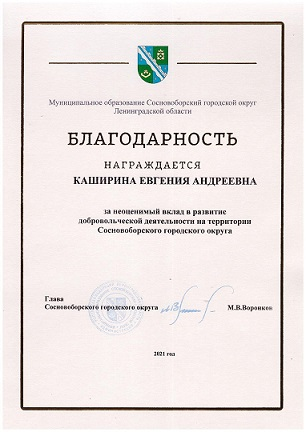 Муниципальное образование Сосновоборский городской округ
Ленинградской области
БЛАГОДАРНОСТЬ
НАГРАЖДАЕТСЯ
КАШИРИНА ЕВГЕНИЯ АНДРЕЕВНА
за неоценимый вклад в развитие
добровольческой деятельности на территории
Сосновоборского городского округа
Глава
Сосновоборского городского округа
М.В.Воронков
2021 год